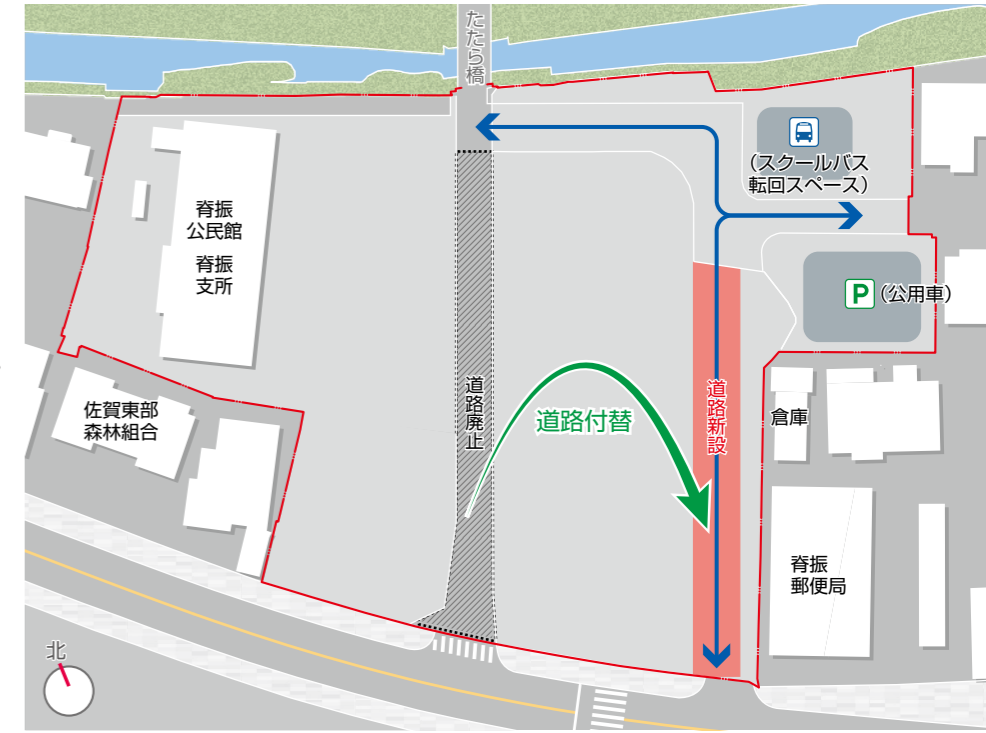 たたら橋
(スクールバス
転回スペース)
脊振
公民館
脊振
支所
P
(公用車)
道路廃止
道路付替
道路新設
佐賀東部
森林組合
倉庫
脊振
郵便局
北